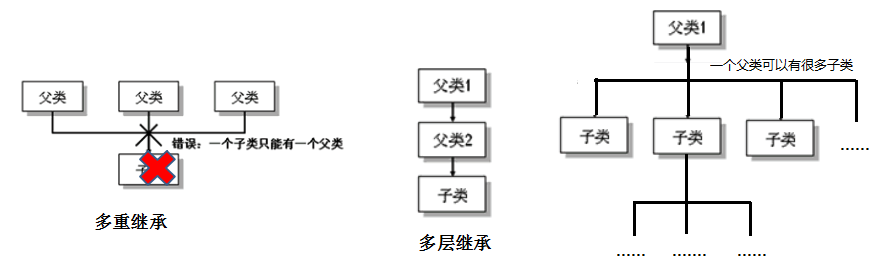 父类
父类
父类
错误：一个子类只能有一个父类
子
多重继承
父类1
父类2
子类
多层继承
父类1
一个父类可以有很多子类
子类
子类
子类
......
......
.......
......